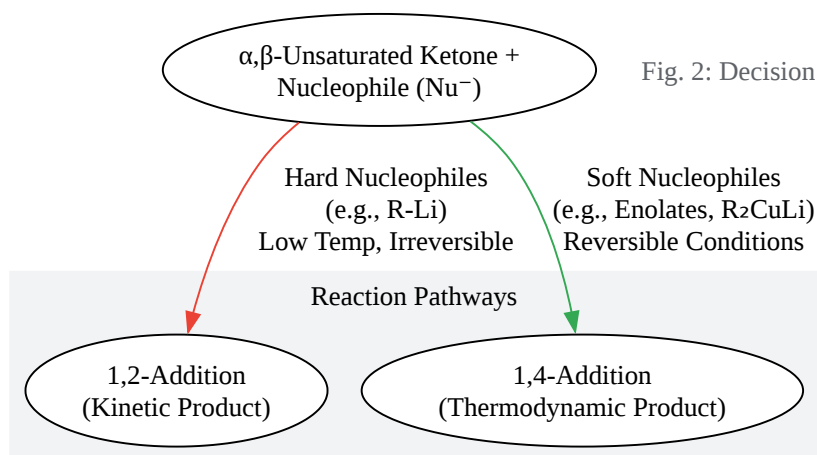 α,β-Unsaturated Ketone +
Nucleophile (Nu⁻)
Fig. 2: Decision
Hard Nucleophiles
(e.g., R-Li)
Low Temp, Irreversible
Soft Nucleophiles
(e.g., Enolates, R₂CuLi)
Reversible Conditions
Reaction Pathways
1,2-Addition
(Kinetic Product)
1,4-Addition
(Thermodynamic Product)